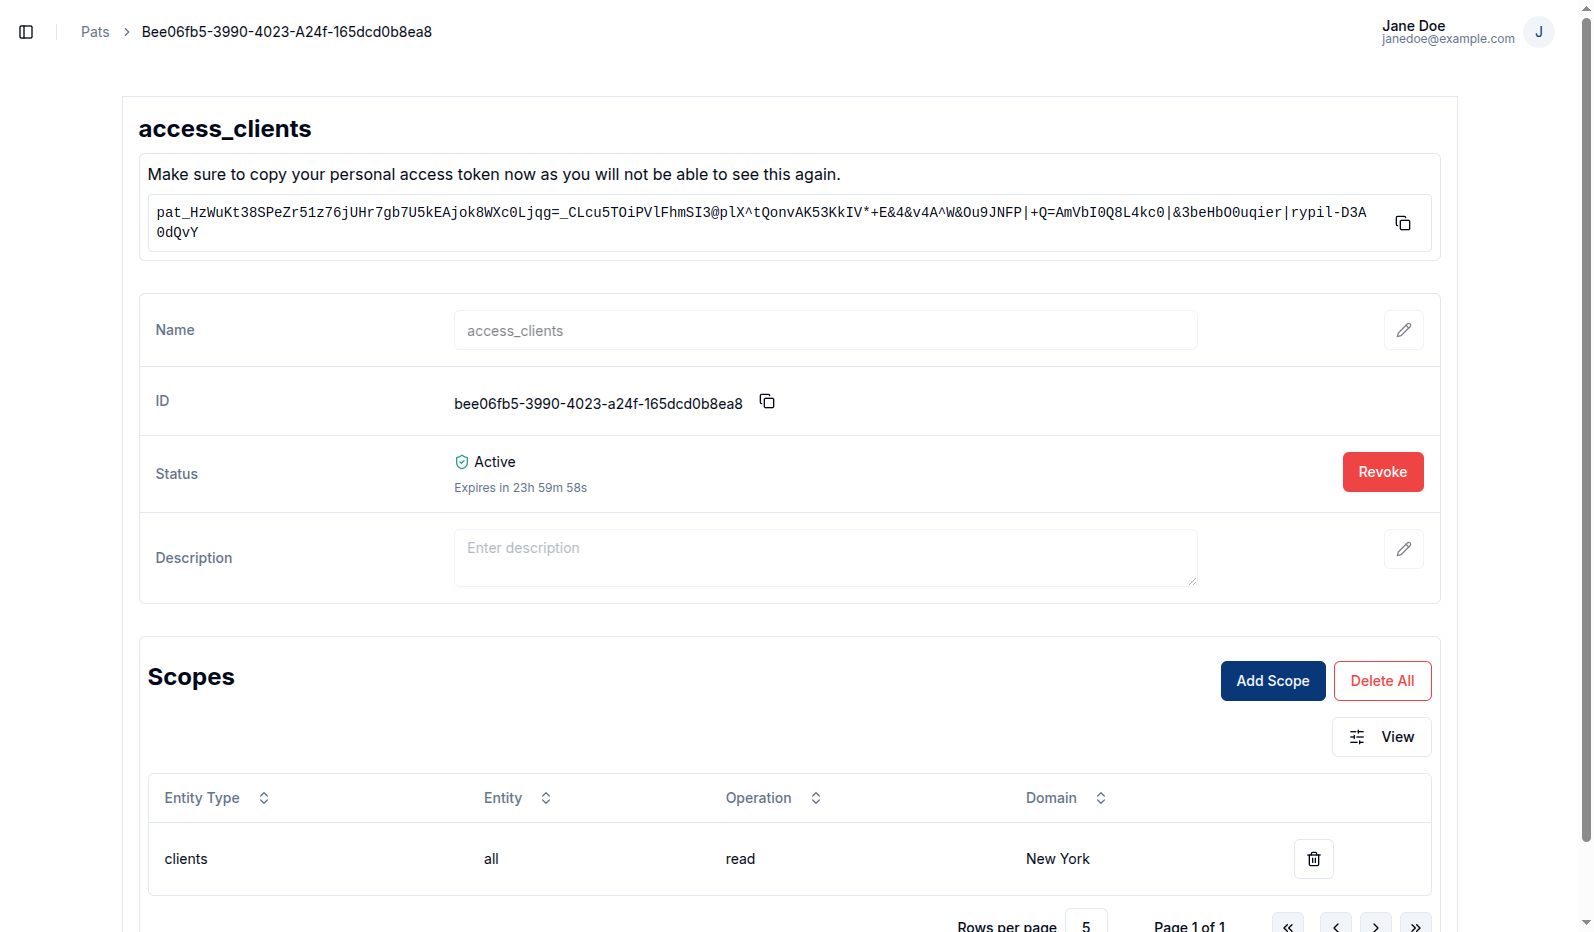 Pats > Bee06fb5-3990-4023-A24f-165dcd0b8ea8
Jane Doe
janedoe@example.com
J
access_clients
Make sure to copy your personal access token now as you will not be able to see this again.
pat_HzWuKt38SPeZr51z76jUHr7gb7U5kEAjok8WXc0Ljqg=_CLcu5TOiPVlFhmSI3@plX^tQonvAK53KkIV*+E&4&v4A^W&Ou9JNFP|+Q=AmVbI0Q8L4kc0|&3beHbO0uqier|rypil-D3A
0dQvY
Name
access_clients
ID
bee06fb5-3990-4023-a24f-165dcd0b8ea8
Status
Active
Expires in 23h 59m 58s
Revoke
Description
Enter description
Scopes
Add Scope
Delete All
View
Entity Type Entity Operation Domain
clients all read New York
Rows per page 5 Page 1 of 1